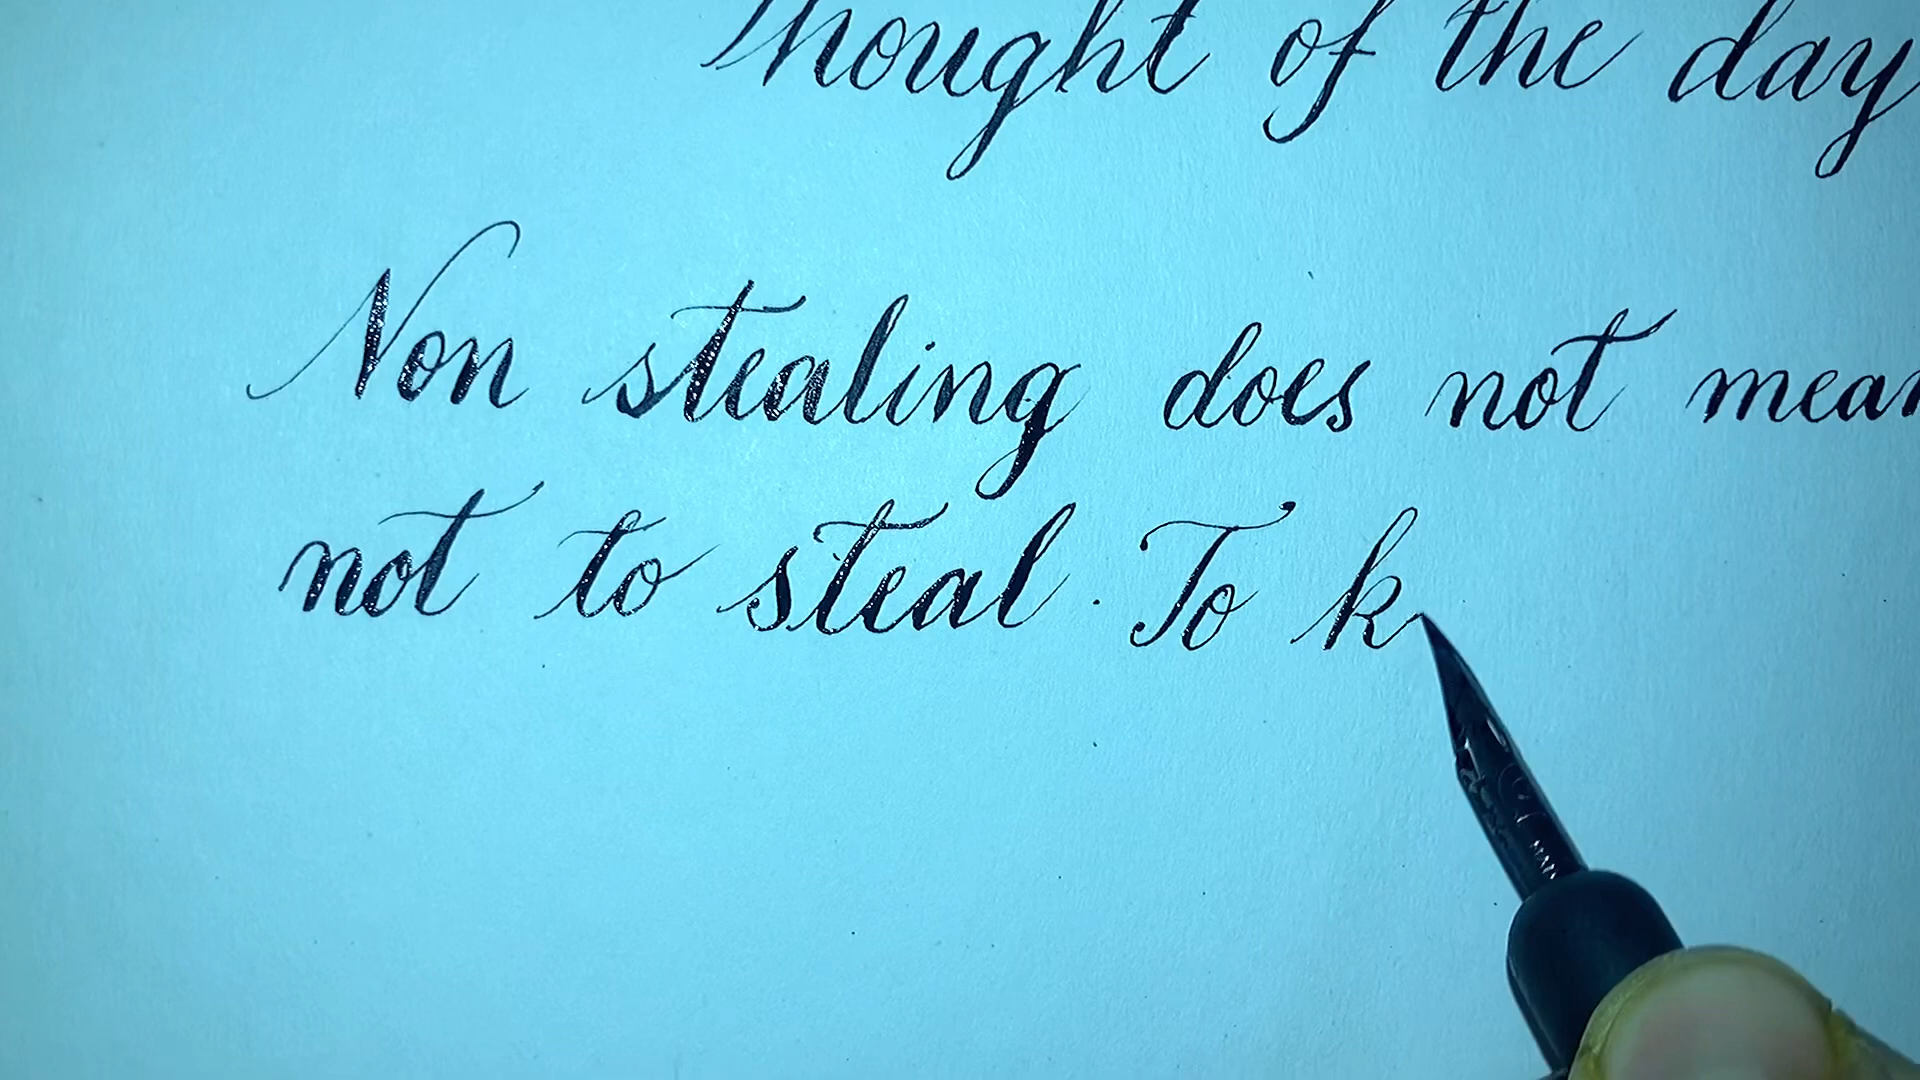 Thought of the day
Non stealing does not mean
not to steal. To k